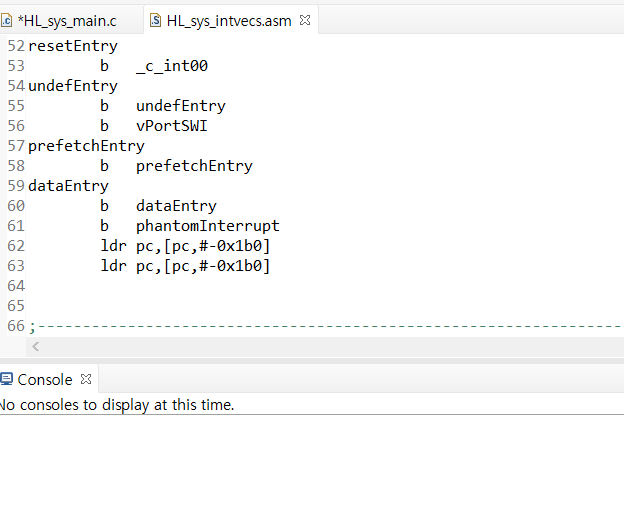 *HL_sys_main.c HL_sys_intvecs.asm
52 resetEntry
53 b _c_int00
54 undefEntry
55 b undefEntry
56 b vPortSWI
57 prefetchEntry
58 b prefetchEntry
59 dataEntry
60 b dataEntry
61 b phantomInterrupt
62 ldr pc,[pc,#-0x1b0]
63 ldr pc,[pc,#-0x1b0]
64
65
66 ;-----------------------------------------------------------------
Console
No consoles to display at this time.